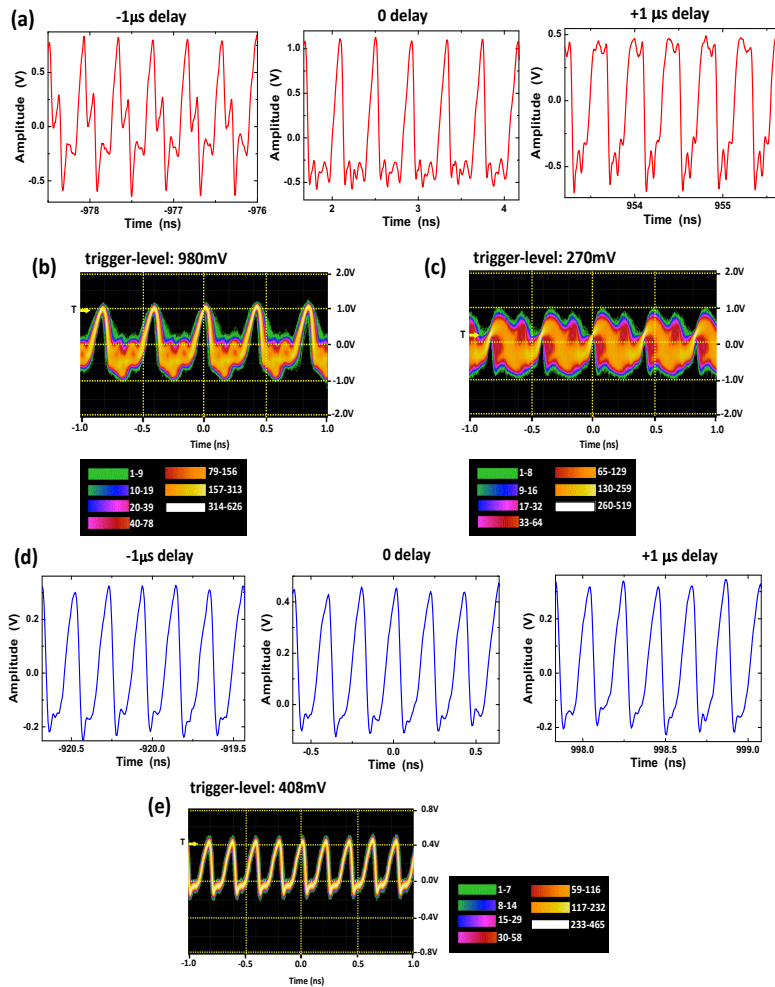 (a)
-1µs delay
0 delay
+1 µs delay
Amplitude (V)
0.5
0.0
-0.5
-978
-977
-976
Time (ns)
Amplitude (V)
1.0
0.5
0.0
-0.5
2
3
4
Time (ns)
Amplitude (V)
0.5
0.0
-0.5
954
955
Time (ns)
(b)
trigger-level: 980mV
T
2.0V
1.0V
0.0V
-1.0V
-2.0V
-1.0
-0.5
0.0
0.5
1.0
Time (ns)
1-9
10-19
20-39
40-78
79-156
157-313
314-626
(c)
trigger-level: 270mV
T
2.0V
1.0V
0.0V
-1.0V
-2.0V
-1.0
-0.5
0.0
0.5
1.0
Time (ns)
1-8
9-16
17-32
33-64
65-129
130-259
260-519
(d)
-1µs delay
0 delay
+1 µs delay
Amplitude (V)
0.2
0.0
-0.2
-920.5
-920.0
-919.5
Time (ns)
Amplitude (V)
0.4
0.2
0.0
-0.5
0.0
0.5
Time (ns)
Amplitude (V)
0.2
0.0
-0.2
998.0
998.5
999.0
Time (ns)
(e)
trigger-level: 408mV
T
0.8V
0.4V
0.0V
-0.4V
-0.8V
-1.0
-0.5
0.0
0.5
1.0
Time (ns)
1-7
8-14
15-29
30-58
59-116
117-232
233-465